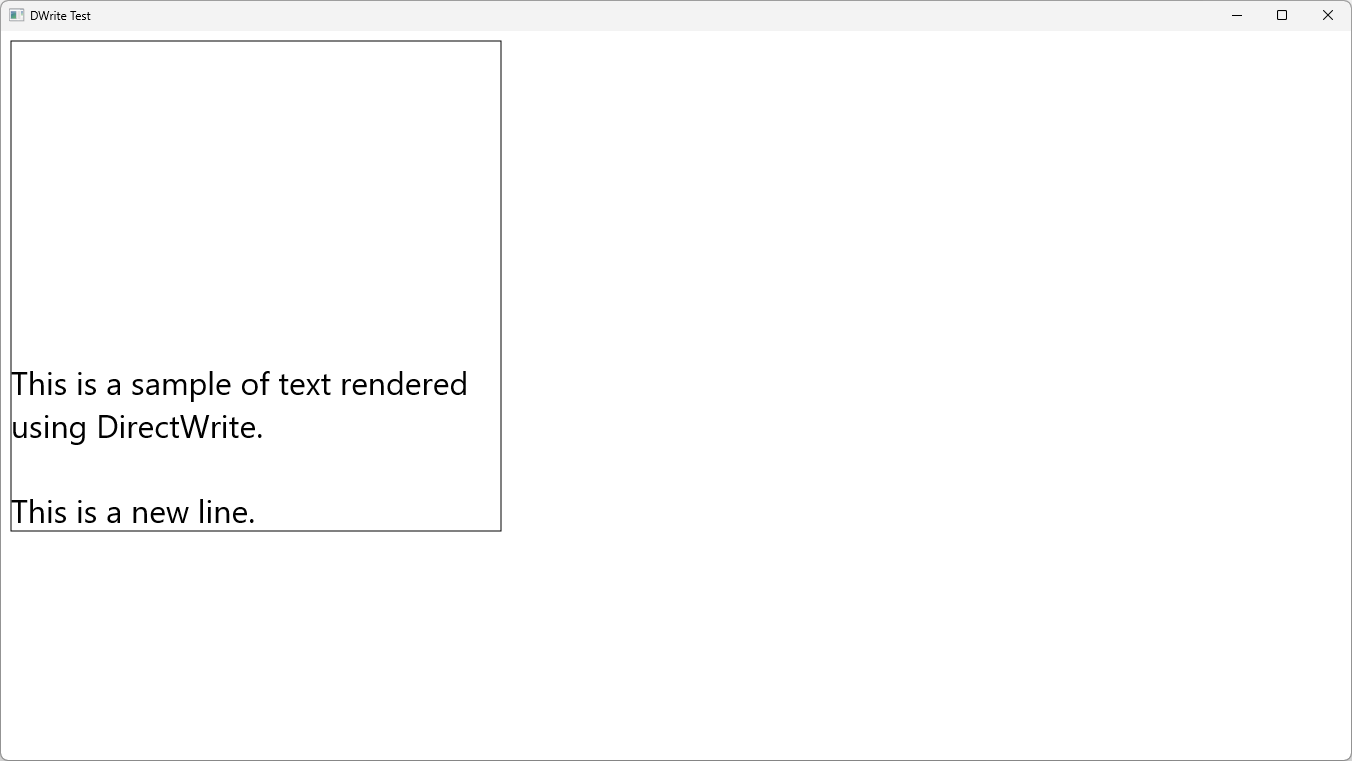 DWrite Test
This is a sample of text rendered
using DirectWrite.
This is a new line.